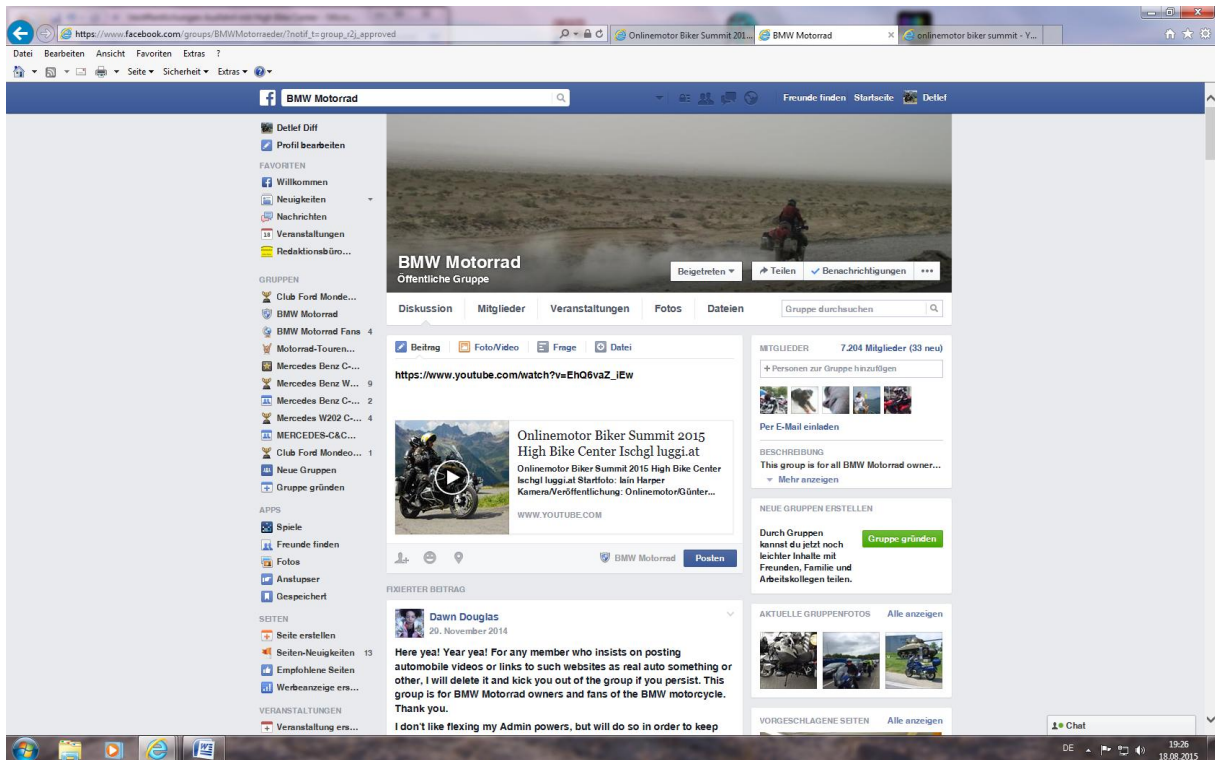 https://www.facebook.com/groups/BMWMotorraeder/?notif_t=group_r2j_approved
Onlinemotor Biker Summit 201...
BMW Motorrad
onlinemotor biker summit - Y...
Datei Bearbeiten Ansicht Favoriten Extras ?
Seite Sicherheit Extras
BMW Motorrad
Freunde finden Startseite Detlef
Detlef Diff
Profil bearbeiten
FAVORITEN
Willkommen
Neuigkeiten
Nachrichten
18 Veranstaltungen
Redaktionsbüro...
GRUPPEN
Club Ford Monde...
BMW Motorrad
BMW Motorrad Fans 4
Motorrad-Touren...
Mercedes Benz C-...
Mercedes Benz W... 9
Mercedes Benz C-... 2
Mercedes W202 C-... 4
MERCEDES-C&C...
Club Ford Mondeo... 1
Neue Gruppen
Gruppe gründen
APPS
Spiele
Freunde finden
Fotos
Anstupser
Gespeichert
SEITEN
Seite erstellen
Seiten-Neuigkeiten 13
Empfohlene Seiten
Werbeanzeige ers...
VERANSTALTUNGEN
Veranstaltung ers...
BMW Motorrad
Öffentliche Gruppe
Beigetreten
Teilen
Benachrichtigungen
Diskussion Mitglieder Veranstaltungen Fotos Dateien
Gruppe durchsuchen
Beitrag Foto/Video Frage Datei
https://www.youtube.com/watch?v=EhQ6vaZ_iEw
Onlinemotor Biker Summit 2015
High Bike Center Ischgl luggi.at
Onlinemotor Biker Summit 2015 High Bike Center
Ischgl luggi.at Startfoto: Iain Harper
Kamera/Veröffentlichung: Onlinemotor/Günter...
WWW.YOUTUBE.COM
BMW Motorrad Posten
FIXIERTER BEITRAG
Dawn Douglas
29. November 2014
Here yea! Year yea! For any member who insists on posting
automobile videos or links to such websites as real auto something or
other, I will delete it and kick you out of the group if you persist. This
group is for BMW Motorrad owners and fans of the BMW motorcycle.
Thank you.
I don't like flexing my Admin powers, but will do so in order to keep
MITGLIEDER 7.204 Mitglieder (33 neu)
+ Personen zur Gruppe hinzufügen
Per E-Mail einladen
BESCHREIBUNG
This group is for all BMW Motorrad owner...
Mehr anzeigen
NEUE GRUPPEN ERSTELLEN
Durch Gruppen
kannst du jetzt noch
leichter Inhalte mit
Freunden, Familie und
Arbeitskollegen teilen.
Gruppe gründen
AKTUELLE GRUPPENFOTOS Alle anzeigen
VORGESCHLAGENE SEITEN Alle anzeigen
Chat
DE
19:26
18.08.2015